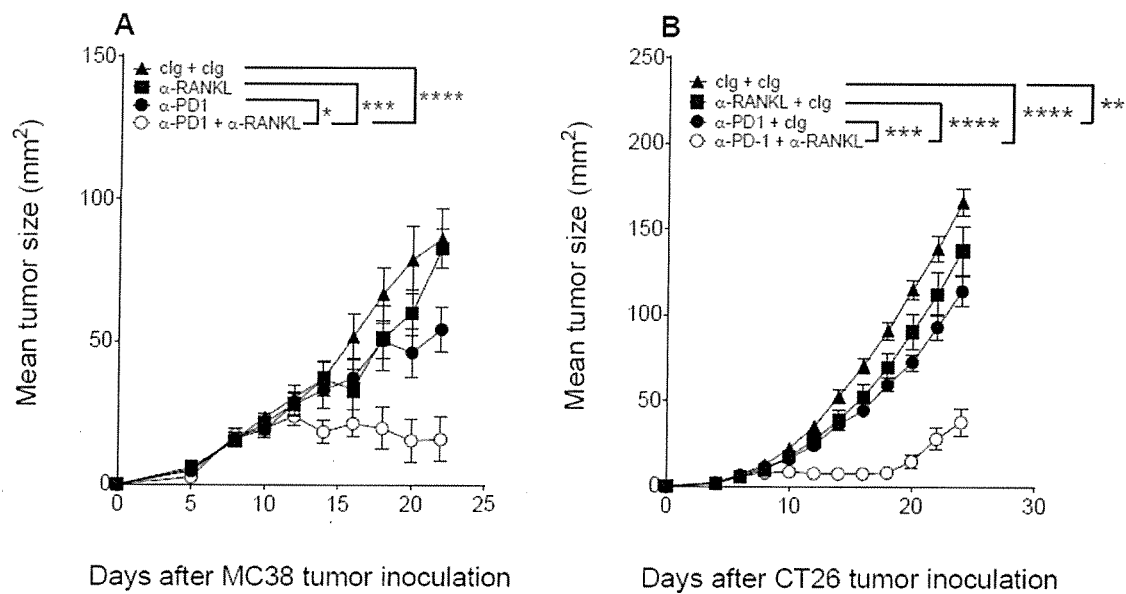 A
Mean tumor size (mm²)
150
100
50
0
cIg + cIg
α-RANKL
α-PD1
α-PD1 + α-RANKL
*
***
****
0 5 10 15 20 25
Days after MC38 tumor inoculation
B
Mean tumor size (mm²)
250
200
150
100
50
0
cIg + cIg
α-RANKL + cIg
α-PD1 + cIg
α-PD-1 + α-RANKL
***
****
****
**
0 10 20 30
Days after CT26 tumor inoculation